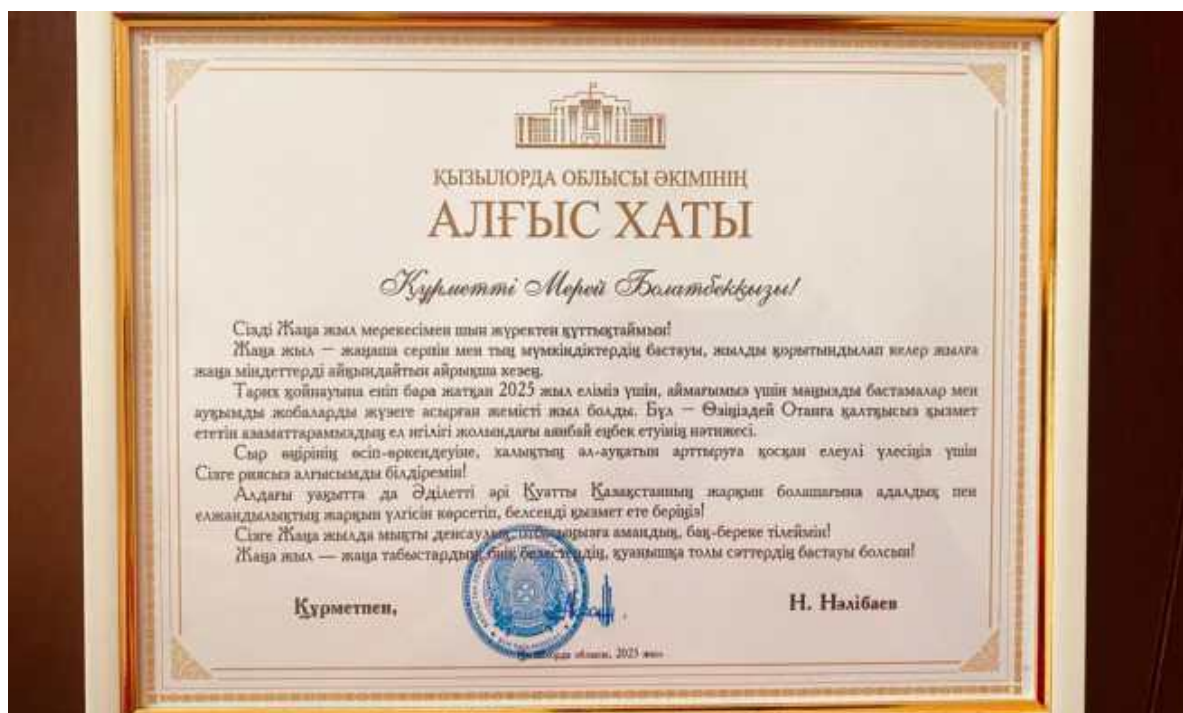 ҚЫЗЫЛОРДА ОБЛЫСЫ ӘКІМІНІҢ
АЛҒЫС ХАТЫ
Құрметті Мерей Болатбекқызы!
Сізді Жаңа жыл мерекесімен шын жүректен құттықтаймын!
Жаңа жыл — жаңаша серпін мен тың мүмкіндіктердің бастауы, жылды қорытындылап келер жылға
жаңа міндеттерді айқындайтын айрықша кезең.
Тарих қойнауына еніп бара жатқан 2025 жыл еліміз үшін, аймағымыз үшін маңызды бастамалар мен
ауқымды жобаларды жүзеге асырған жемісті жыл болды. Бұл — Өзіңіздей Отанға қалтқысыз қызмет
ететін азаматтарамыздың ел игілігі жолындағы аянбай еңбек етуінің нәтижесі.
Сыр өңірінің өсіп-өркендеуіне, халықтың әл-ауқатын арттыруға қосқан елеулі үлесіңіз үшін
Сізге риясыз алғысымды білдіремін!
Алдағы уақытта да Әділетті әрі Қуатты Қазақстанның жарқын болашағына адалдық пен
елжандылықтың жарқын үлгісін көрсетіп, белсенді қызмет ете беріңіз!
Сізге Жаңа жылда мықты денсаулық, отбасыңызға амандық, бақ-береке тілеймін!
Жаңа жыл — жаңа табыстардың, биік белестердің, қуанышқа толы сәттердің бастауы болсын!
Құрметпен,
Н. Нәлібаев
Қызылорда облысы, 2025 жыл